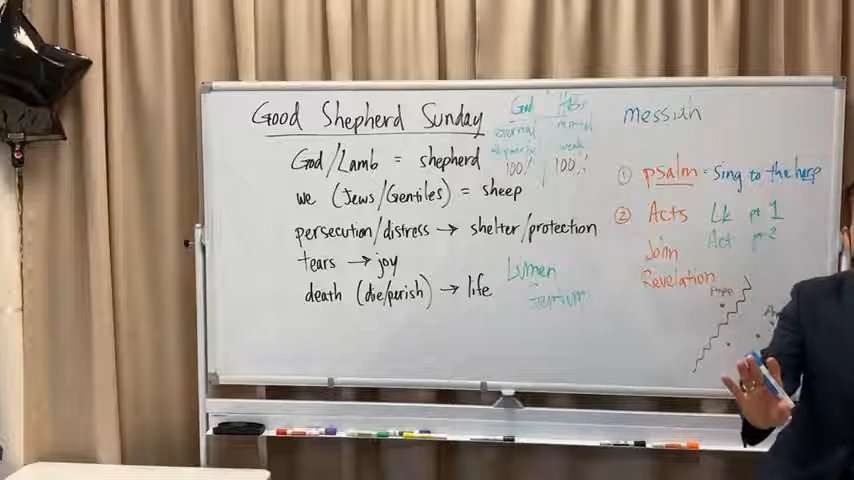 Good Shepherd Sunday
God/Lamb = shepherd
we (Jews/Gentiles) = sheep
persecution/distress → shelter/protection
tears → joy
death (die/perish) → life
God
eternal
100%
weak
100%
Lumen
messiah
① psalm = sing to the harp
② Acts Lk pt 1
Act pt 2
John
Revelation